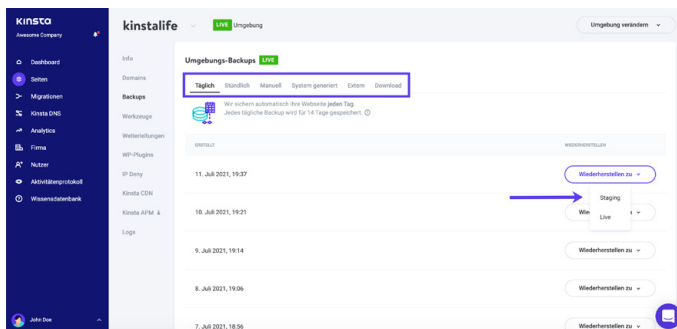 KINSTA
Awesome Company
Dashboard
Seiten
Migrationen
Kinsta DNS
Analytics
Firma
Nutzer
Aktivitätenprotokoll
Wissensdatenbank
John Doe
kinstalife
LIVE Umgebung
Umgebung verändern
Info
Domains
Backups
Werkzeuge
Weiterleitungen
WP-Plugins
IP Deny
Kinsta CDN
Kinsta APM
Logs
Umgebungs-Backups LIVE
Täglich Stündlich Manuell System generiert Extern Download
Wir sichern automatisch Ihre Webseite jeden Tag.
Jedes tägliche Backup wird für 14 Tage gespeichert.
ERSTELLT WIEDERHERSTELLEN
11. Juli 2021, 19:37 Wiederherstellen zu
Staging
10. Juli 2021, 19:21
Live
9. Juli 2021, 19:14 Wiederherstellen zu
8. Juli 2021, 19:06 Wiederherstellen zu
7. Juli 2021, 18:56 Wiederherstellen zu